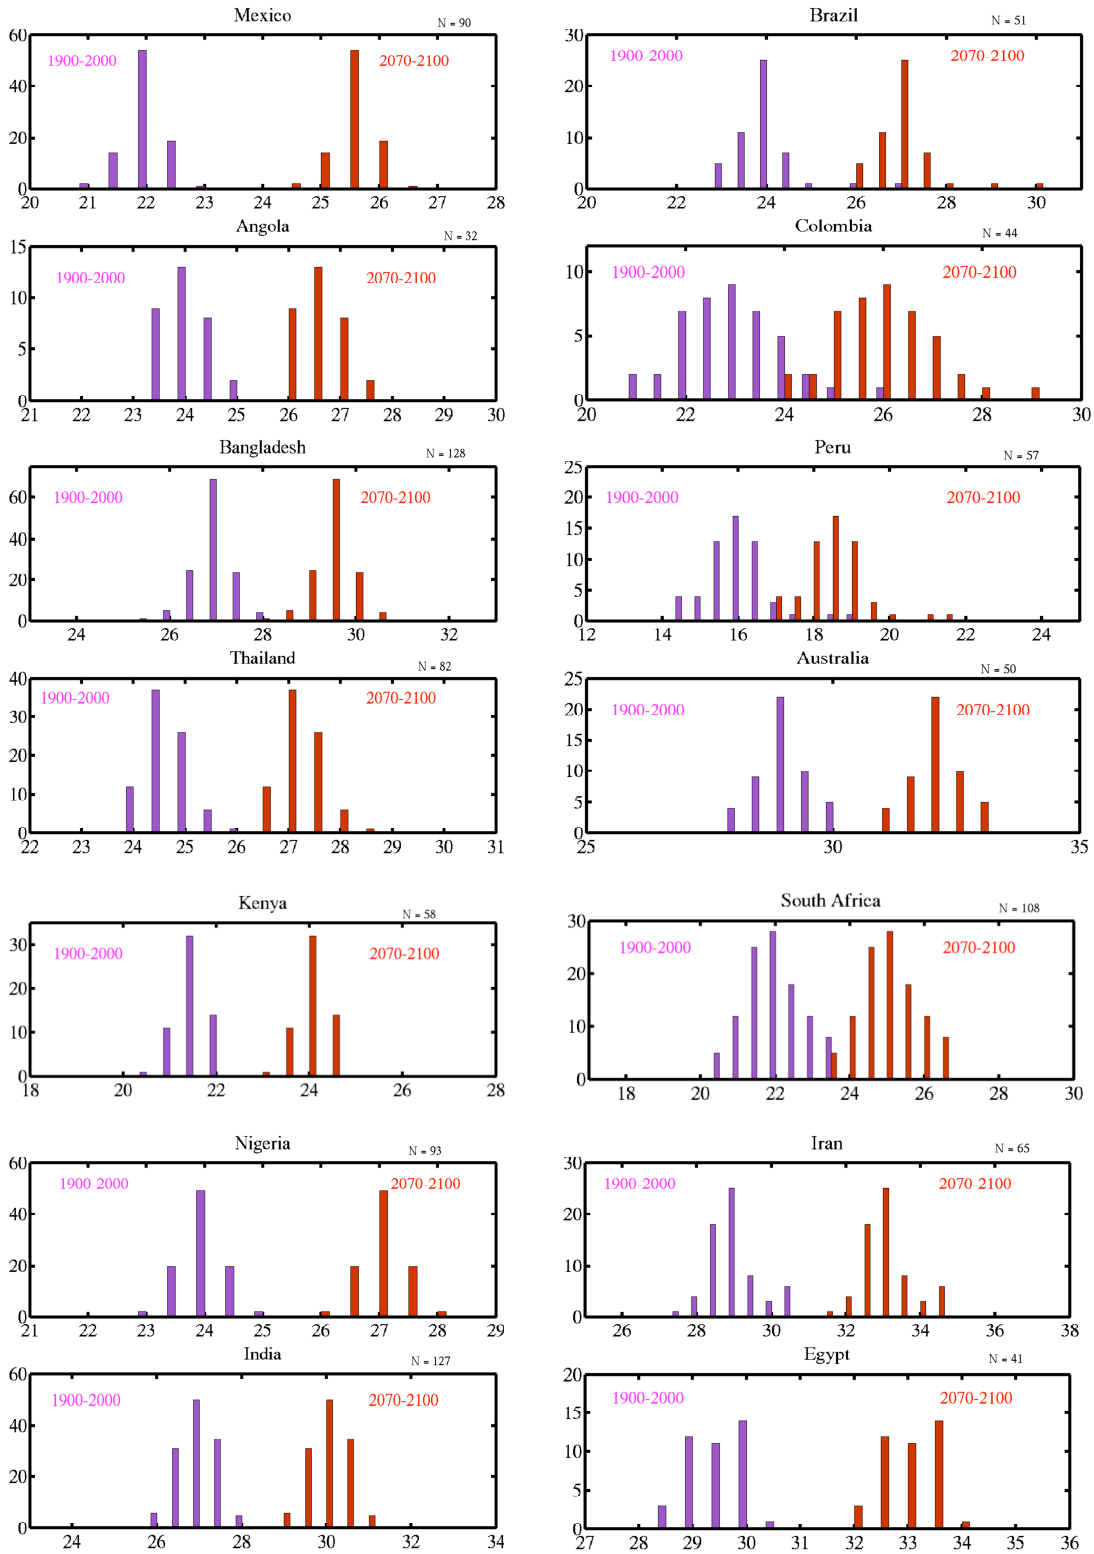 Mexico
N = 90
1900-2000
2070-2100
60
40
20
0
20 21 22 23 24 25 26 27 28
Brazil
N = 51
1900-2000
2070-2100
30
20
10
0
20 22 24 26 28 30
Angola
N = 32
1900-2000
2070-2100
15
10
5
0
21 22 23 24 25 26 27 28 29 30
Colombia
N = 44
1900-2000
2070-2100
10
5
0
20 22 24 26 28 30
Bangladesh
N = 128
1900-2000
2070-2100
60
40
20
0
24 26 28 30 32
Peru
N = 57
1900-2000
2070-2100
25
20
15
10
5
0
12 14 16 18 20 22 24
Thailand
N = 82
1900-2000
2070-2100
40
30
20
10
0
22 23 24 25 26 27 28 29 30 31
Australia
N = 50
1900-2000
2070-2100
25
20
15
10
5
0
25 30 35
Kenya
N = 58
1900-2000
2070-2100
30
20
10
0
18 20 22 24 26 28
South Africa
N = 108
1900-2000
2070-2100
30
20
10
0
18 20 22 24 26 28 30
Nigeria
N = 93
1900-2000
2070-2100
60
40
20
0
21 22 23 24 25 26 27 28 29
Iran
N = 65
1900-2000
2070-2100
30
20
10
0
26 28 30 32 34 36 38
India
N = 127
1900-2000
2070-2100
60
40
20
0
24 26 28 30 32 34
Egypt
N = 41
1900-2000
2070-2100
20
15
10
5
0
27 28 29 30 31 32 33 34 35 36